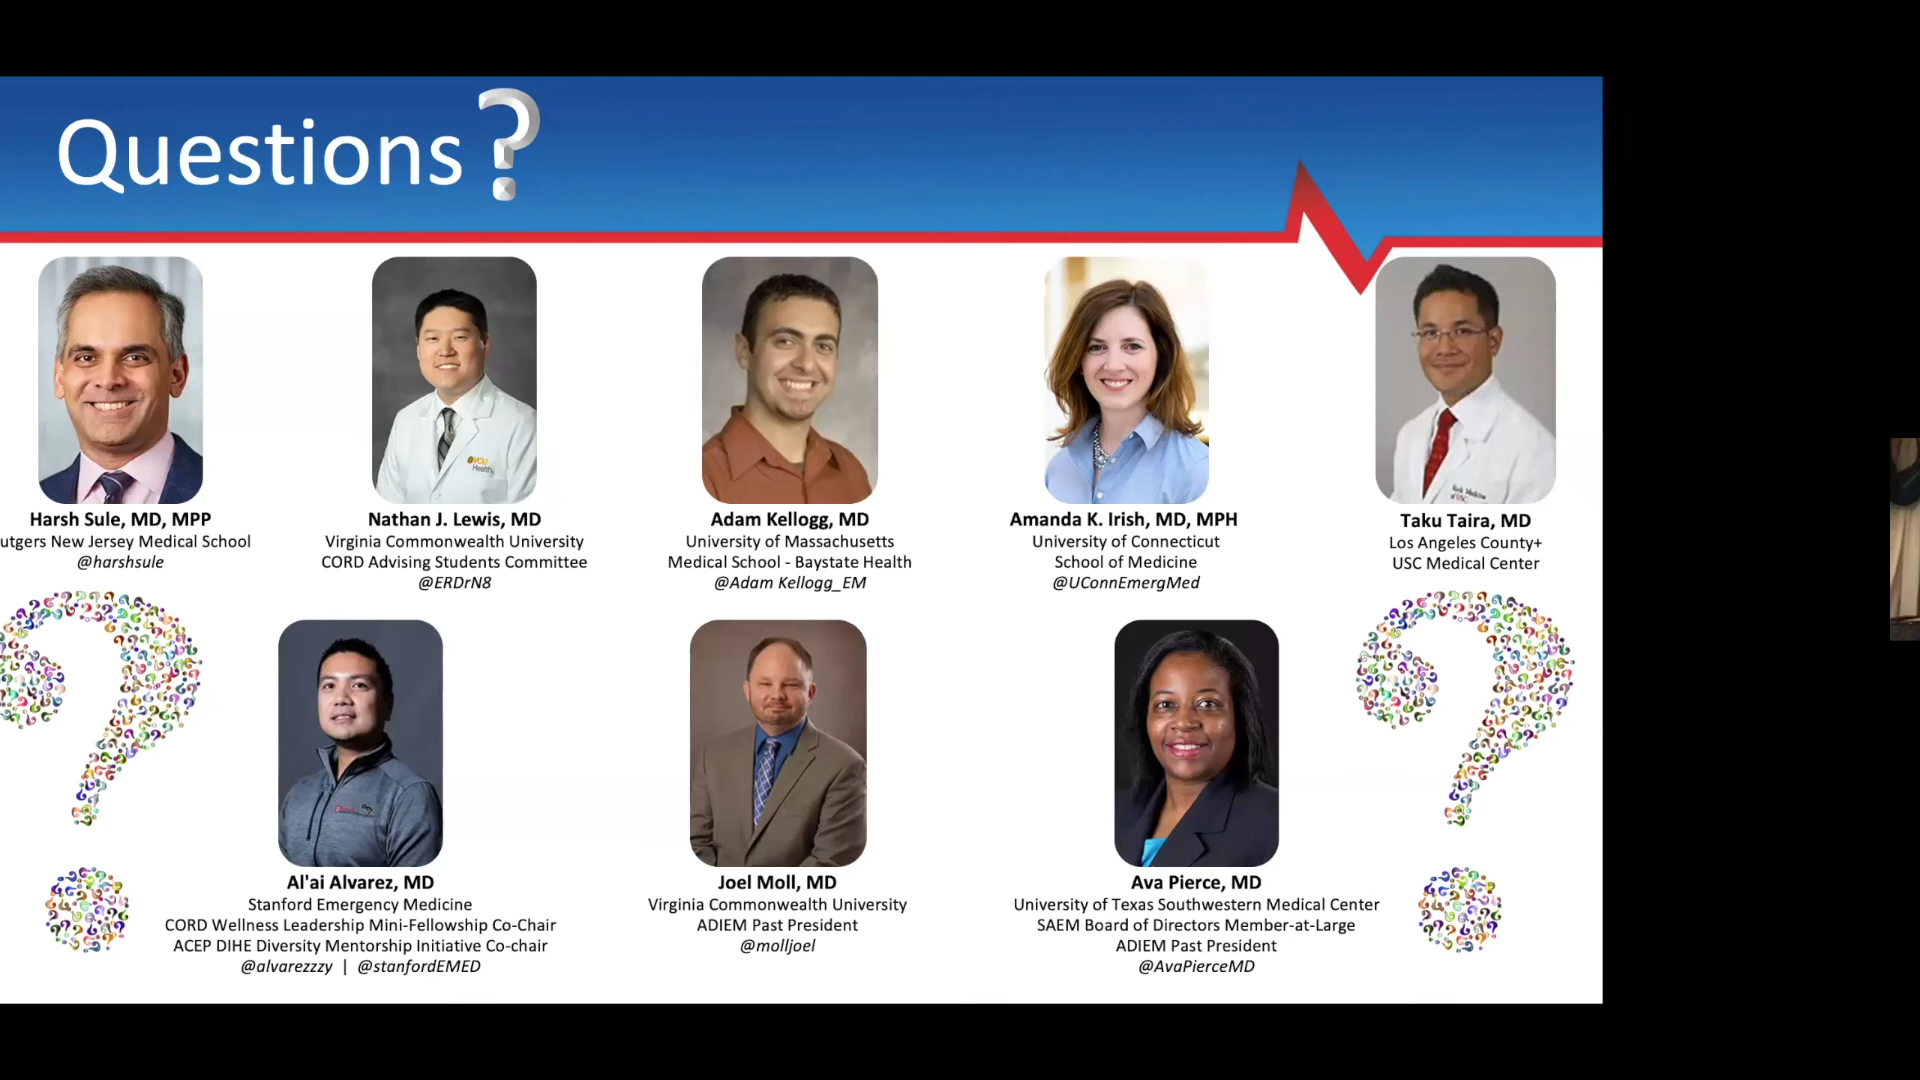 Questions?
Harsh Sule, MD, MPP
utgers New Jersey Medical School
@harshsule
Nathan J. Lewis, MD
Virginia Commonwealth University
CORD Advising Students Committee
@ERDrN8
Adam Kellogg, MD
University of Massachusetts
Medical School - Baystate Health
@Adam Kellogg_EM
Amanda K. Irish, MD, MPH
University of Connecticut
School of Medicine
@UConnEmergMed
Taku Taira, MD
Los Angeles County+
USC Medical Center
VCU
Health
Al'ai Alvarez, MD
Stanford Emergency Medicine
CORD Wellness Leadership Mini-Fellowship Co-Chair
ACEP DIHE Diversity Mentorship Initiative Co-chair
@alvarezzzy | @stanfordEMED
Joel Moll, MD
Virginia Commonwealth University
ADIEM Past President
@molljoel
Ava Pierce, MD
University of Texas Southwestern Medical Center
SAEM Board of Directors Member-at-Large
ADIEM Past President
@AvaPierceMD